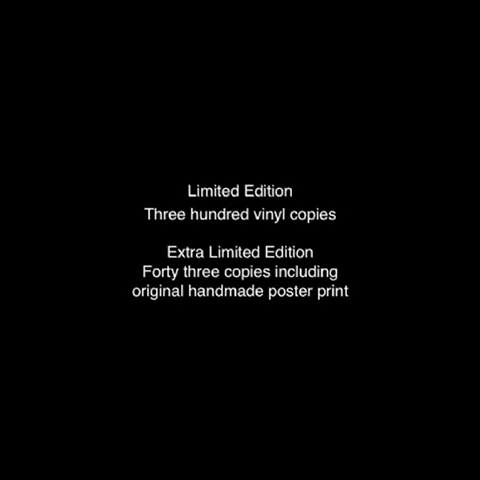 Limited Edition
Three hundred vinyl copies
Extra Limited Edition
Forty three copies including
original handmade poster print